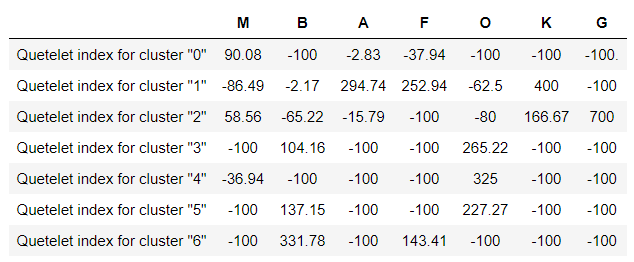 M B A F O K G
Quetelet index for cluster "0" 90.08 -100 -2.83 -37.94 -100 -100 -100.
Quetelet index for cluster "1" -86.49 -2.17 294.74 252.94 -62.5 400 -100
Quetelet index for cluster "2" 58.56 -65.22 -15.79 -100 -80 166.67 700
Quetelet index for cluster "3" -100 104.16 -100 -100 265.22 -100 -100
Quetelet index for cluster "4" -36.94 -100 -100 -100 325 -100 -100
Quetelet index for cluster "5" -100 137.15 -100 -100 227.27 -100 -100
Quetelet index for cluster "6" -100 331.78 -100 143.41 -100 -100 -100